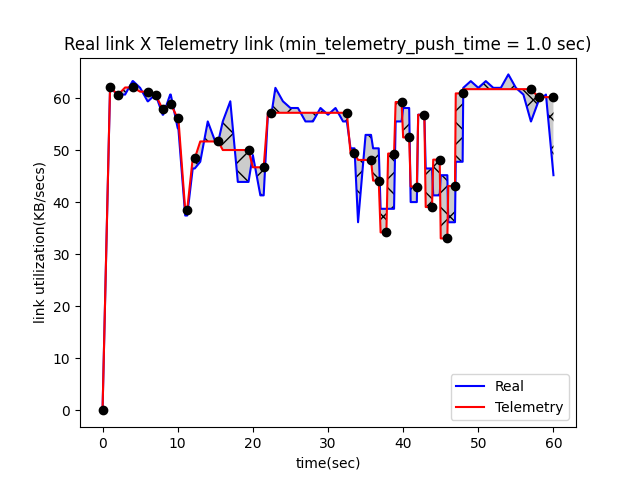 Real link X Telemetry link (min_telemetry_push_time = 1.0 sec)
link utilization(KB/secs)
60
50
40
30
20
10
0
0 10 20 30 40 50 60
time(sec)
Real
Telemetry